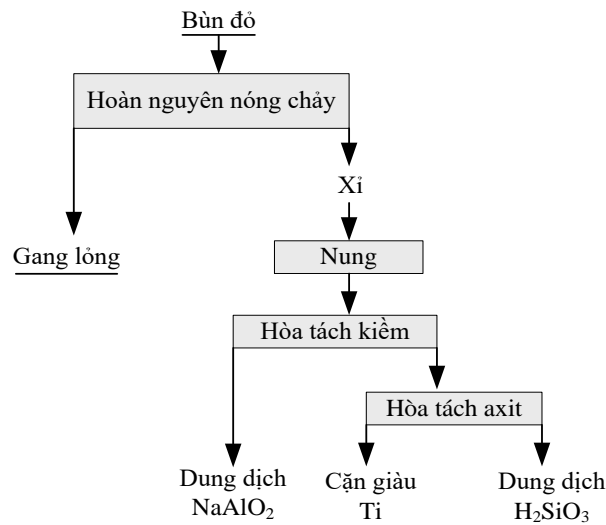 Bùn đỏ
Hoàn nguyên nóng chảy
Xỉ
Gang lỏng
Nung
Hòa tách kiềm
Hòa tách axit
Dung dịch
NaAlO₂
Cặn giàu
Ti
Dung dịch
H₂SiO₃